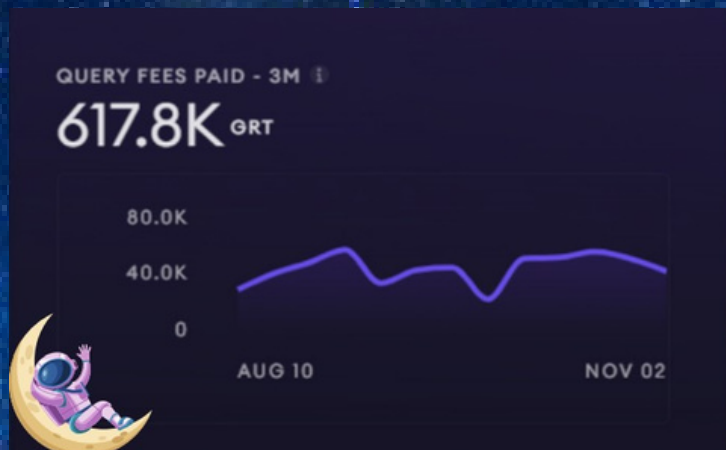 QUERY FEES PAID - 3M
617.8K GRT
80.0K
40.0K
0
AUG 10 NOV 02